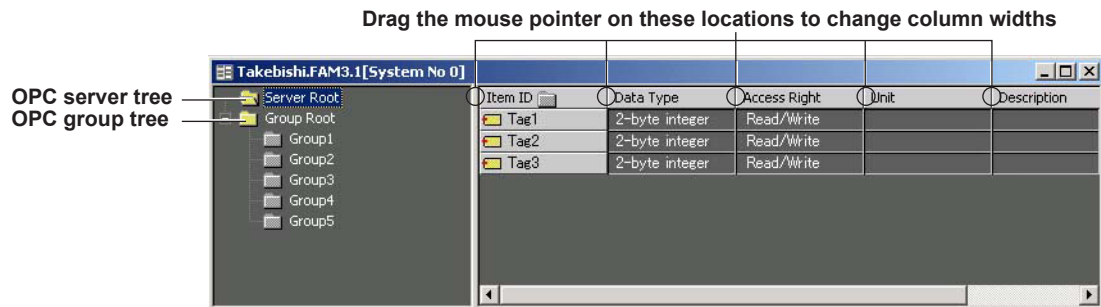 Drag the mouse pointer on these locations to change column widths
Takebishi.FAM3.1[System No 0]
OPC server tree
OPC group tree
Server Root
Group Root
Group1
Group2
Group3
Group4
Group5
Item ID Data Type Access Right Unit Description
Tag1 2-byte integer Read/Write
Tag2 2-byte integer Read/Write
Tag3 2-byte integer Read/Write